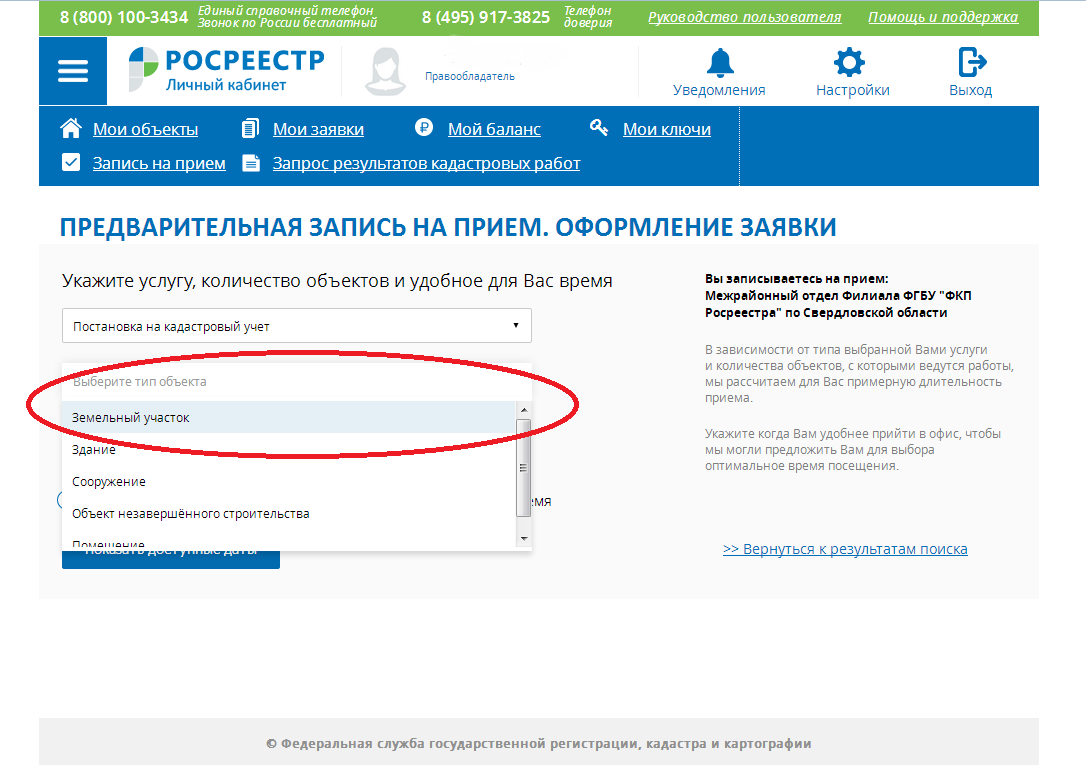 8 (800) 100-3434 Единый справочный телефон
Звонок по России бесплатный
8 (495) 917-3825 Телефон
доверия
Руководство пользователя
Помощь и поддержка
РОСРЕЕСТР
Личный кабинет
Правообладатель
Уведомления
Настройки
Выход
Мои объекты
Мои заявки
Мой баланс
Мои ключи
Запись на прием
Запрос результатов кадастровых работ
ПРЕДВАРИТЕЛЬНАЯ ЗАПИСЬ НА ПРИЕМ. ОФОРМЛЕНИЕ ЗАЯВКИ
Укажите услугу, количество объектов и удобное для Вас время
Постановка на кадастровый учет
Выберите тип объекта
Земельный участок
Здание
Сооружение
Объект незавершённого строительства
Помещение
Показать доступные даты
Вы записываетесь на прием:
Межрайонный отдел Филиала ФГБУ "ФКП
Росреестра" по Свердловской области
В зависимости от типа выбранной Вами услуги
и количества объектов, с которыми ведутся работы,
мы рассчитаем для Вас примерную длительность
приема.
Укажите когда Вам удобнее прийти в офис, чтобы
мы могли предложить Вам для выбора
оптимальное время посещения.
>> Вернуться к результатам поиска
© Федеральная служба государственной регистрации, кадастра и картографии